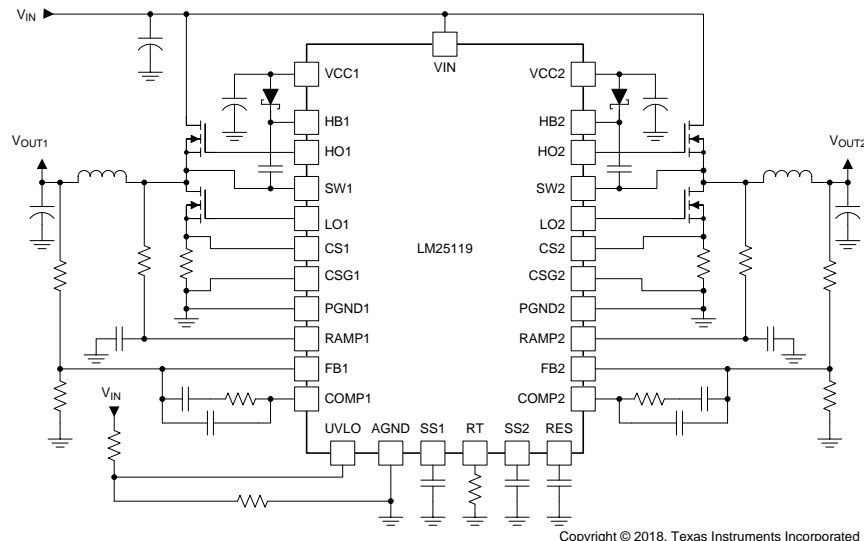 VIN
VIN
VCC1
VCC2
HB1
HB2
VOUT1
VOUT2
HO1
HO2
SW1
SW2
LO1
LO2
CS1
LM25119
CS2
CSG1
CSG2
PGND1
PGND2
RAMP1
RAMP2
FB1
FB2
VIN
COMP1
COMP2
UVLO
AGND
SS1
RT
SS2
RES
Copyright © 2018, Texas Instruments Incorporated